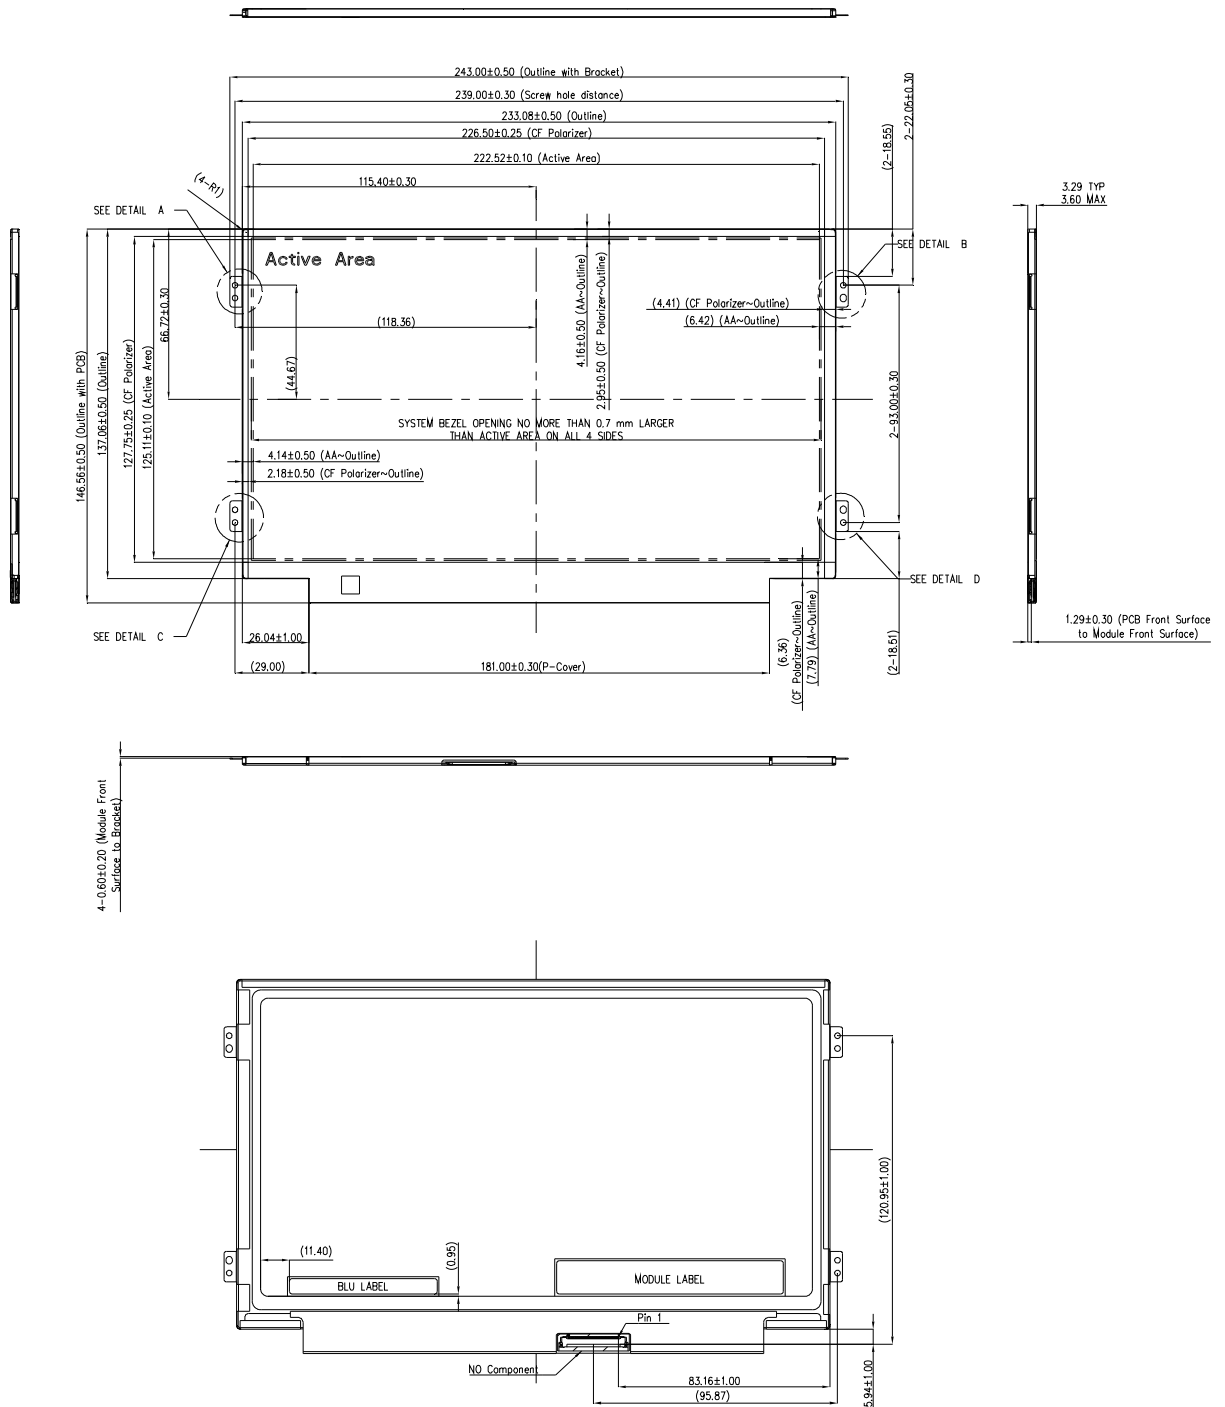 243.00±0.50 (Outline with Bracket)
239.00±0.30 (Screw hole distance)
233.08±0.50 (Outline)
226.50±0.25 (CF Polarizer)
222.52±0.10 (Active Area)
115.40±0.30
(4-R1)
SEE DETAIL A
(2-18.55)
2-22.05±0.30
3.29 TYP
3.60 MAX
SEE DETAIL B
Active Area
66.72±0.30
(118.36)
(44.67)
4.16±0.50 (AA~Outline)
2.95±0.50 (CF Polarizer~Outline)
(4.41) (CF Polarizer~Outline)
(6.42) (AA~Outline)
146.56±0.50 (Outline with PCB)
137.06±0.50 (Outline)
127.75±0.25 (CF Polarizer)
125.11±0.10 (Active Area)
2-93.00±0.30
SYSTEM BEZEL OPENING NO MORE THAN 0.7 mm LARGER
THAN ACTIVE AREA ON ALL 4 SIDES
4.14±0.50 (AA~Outline)
2.18±0.50 (CF Polarizer~Outline)
SEE DETAIL D
SEE DETAIL C
26.04±1.00
(29.00)
181.00±0.30(P-Cover)
(6.36)
(CF Polarizer~Outline)
(7.79) (AA~Outline)
(2-18.51)
1.29±0.30 (PCB Front Surface
to Module Front Surface)
4-0.60±0.20 (Module Front
Surface to Bracket)
(120.95±1.00)
(11.40)
(0.95)
BLU LABEL
MODULE LABEL
Pin 1
NO Component
83.16±1.00
(95.87)
5.94±1.00